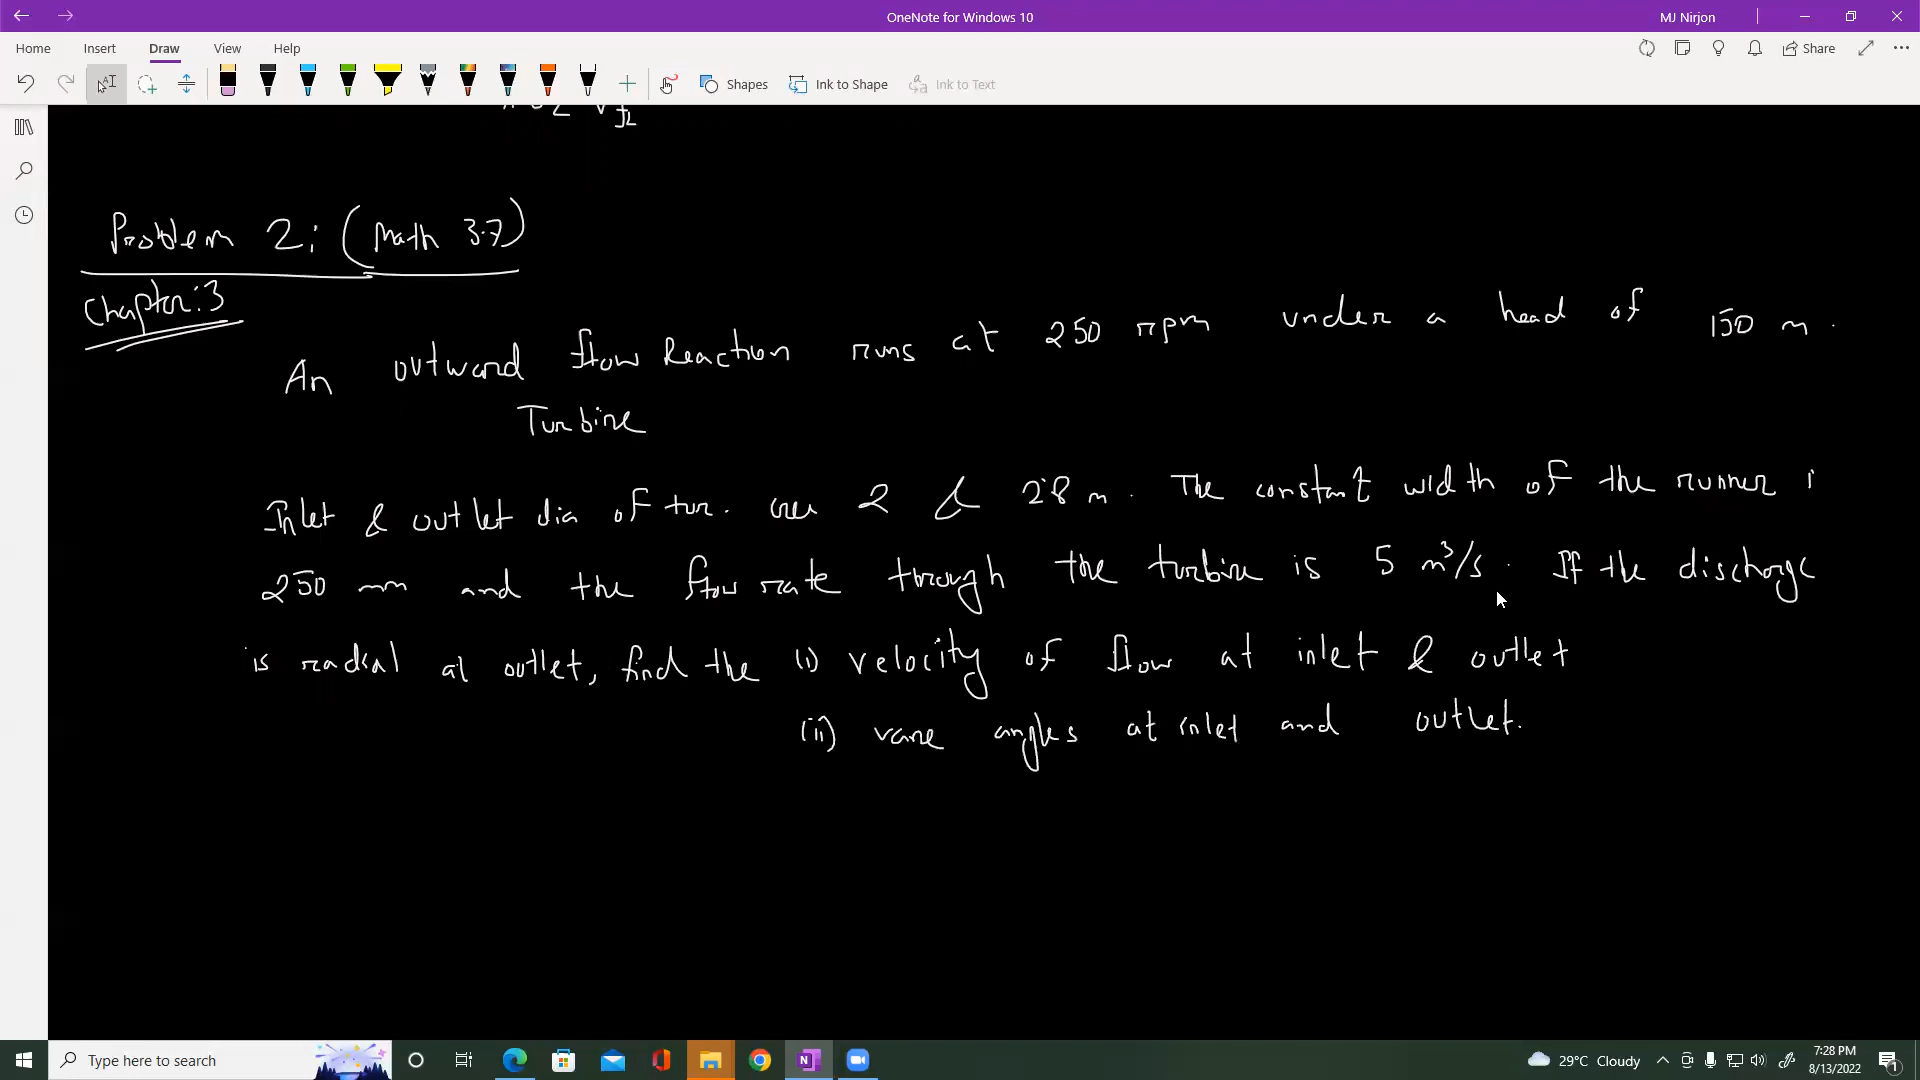 OneNote for Windows 10
MJ Nirjon
Home Insert Draw View Help
Share
Shapes
Ink to Shape
Ink to Text
Problem 2: (Math 3.7)
Chapter: 3
An outward flow Reaction runs at 250 rpm under a head of 150 m.
Turbine
Inlet & outlet dia of tur. are 2 & 2.8 m. The constant width of the runner i
250 mm and the flow rate through the turbine is 5 m³/s. If the discharge
is radial at outlet, find the (i) velocity of flow at inlet & outlet
(ii) vane angles at inlet and outlet.
Type here to search
29°C Cloudy
7:28 PM
8/13/2022